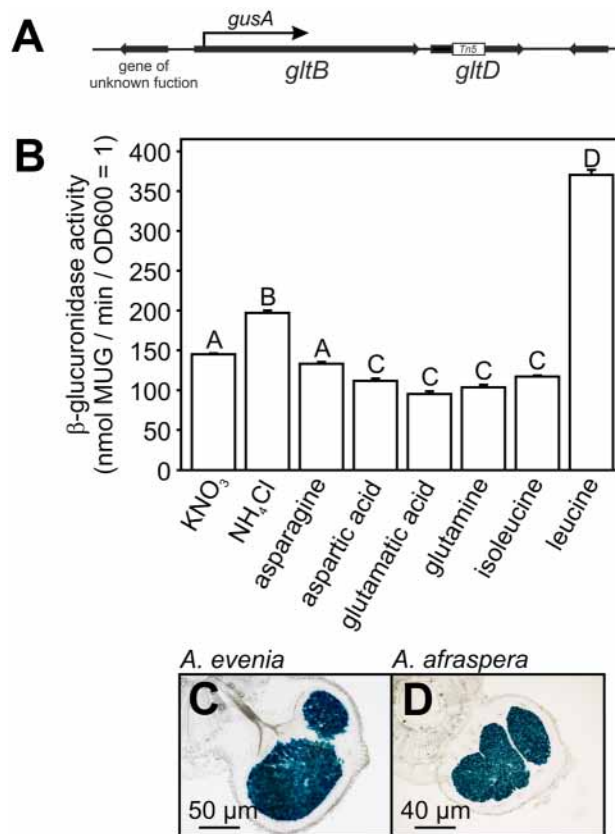 A
gusA
gene of
unknown fuction
gltB
Tn5
gltD
B
β-glucuronidase activity
(nmol MUG / min / OD600 = 1)
400
350
300
250
200
150
100
50
0
A
B
A
C
C
C
C
D
KNO₃
NH₄Cl
asparagine
aspartic acid
glutamatic acid
glutamine
isoleucine
leucine
A. evenia
A. afraspera
C
50 µm
D
40 µm